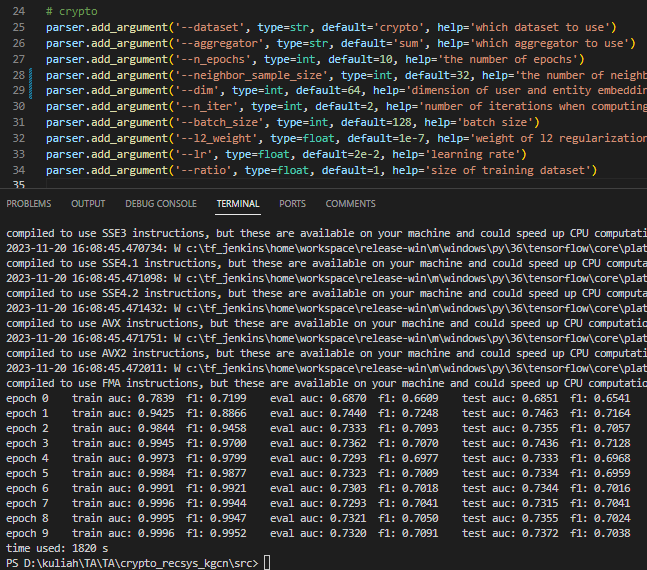 24 # crypto
25 parser.add_argument('--dataset', type=str, default='crypto', help='which dataset to use')
26 parser.add_argument('--aggregator', type=str, default='sum', help='which aggregator to use')
27 parser.add_argument('--n_epochs', type=int, default=10, help='the number of epochs')
28 parser.add_argument('--neighbor_sample_size', type=int, default=32, help='the number of neighb
29 parser.add_argument('--dim', type=int, default=64, help='dimension of user and entity embeddin
30 parser.add_argument('--n_iter', type=int, default=2, help='number of iterations when computing
31 parser.add_argument('--batch_size', type=int, default=128, help='batch size')
32 parser.add_argument('--l2_weight', type=float, default=1e-7, help='weight of l2 regularization
33 parser.add_argument('--lr', type=float, default=2e-2, help='learning rate')
34 parser.add_argument('--ratio', type=float, default=1, help='size of training dataset')
35
PROBLEMS OUTPUT DEBUG CONSOLE TERMINAL PORTS COMMENTS
compiled to use SSE3 instructions, but these are available on your machine and could speed up CPU computatio
2023-11-20 16:08:45.470734: W c:\tf_jenkins\home\workspace\release-win\m\windows\py\36\tensorflow\core\plat
compiled to use SSE4.1 instructions, but these are available on your machine and could speed up CPU computat
2023-11-20 16:08:45.471098: W c:\tf_jenkins\home\workspace\release-win\m\windows\py\36\tensorflow\core\plat
compiled to use SSE4.2 instructions, but these are available on your machine and could speed up CPU computat
2023-11-20 16:08:45.471432: W c:\tf_jenkins\home\workspace\release-win\m\windows\py\36\tensorflow\core\plat
compiled to use AVX instructions, but these are available on your machine and could speed up CPU computation
2023-11-20 16:08:45.471751: W c:\tf_jenkins\home\workspace\release-win\m\windows\py\36\tensorflow\core\plat
compiled to use AVX2 instructions, but these are available on your machine and could speed up CPU computatio
2023-11-20 16:08:45.472011: W c:\tf_jenkins\home\workspace\release-win\m\windows\py\36\tensorflow\core\plat
compiled to use FMA instructions, but these are available on your machine and could speed up CPU computation
epoch 0 train auc: 0.7839 f1: 0.7199 eval auc: 0.6870 f1: 0.6609 test auc: 0.6851 f1: 0.6541
epoch 1 train auc: 0.9425 f1: 0.8866 eval auc: 0.7440 f1: 0.7248 test auc: 0.7463 f1: 0.7164
epoch 2 train auc: 0.9844 f1: 0.9458 eval auc: 0.7333 f1: 0.7093 test auc: 0.7355 f1: 0.7057
epoch 3 train auc: 0.9945 f1: 0.9700 eval auc: 0.7362 f1: 0.7070 test auc: 0.7436 f1: 0.7128
epoch 4 train auc: 0.9973 f1: 0.9799 eval auc: 0.7293 f1: 0.6977 test auc: 0.7333 f1: 0.6968
epoch 5 train auc: 0.9984 f1: 0.9877 eval auc: 0.7323 f1: 0.7009 test auc: 0.7334 f1: 0.6959
epoch 6 train auc: 0.9991 f1: 0.9921 eval auc: 0.7303 f1: 0.7018 test auc: 0.7344 f1: 0.7016
epoch 7 train auc: 0.9996 f1: 0.9944 eval auc: 0.7293 f1: 0.7041 test auc: 0.7315 f1: 0.7041
epoch 8 train auc: 0.9995 f1: 0.9947 eval auc: 0.7321 f1: 0.7050 test auc: 0.7355 f1: 0.7024
epoch 9 train auc: 0.9996 f1: 0.9952 eval auc: 0.7320 f1: 0.7091 test auc: 0.7372 f1: 0.7038
time used: 1820 s
PS D:\kuliah\TA\TA\crypto_recsys_kgcn\src>